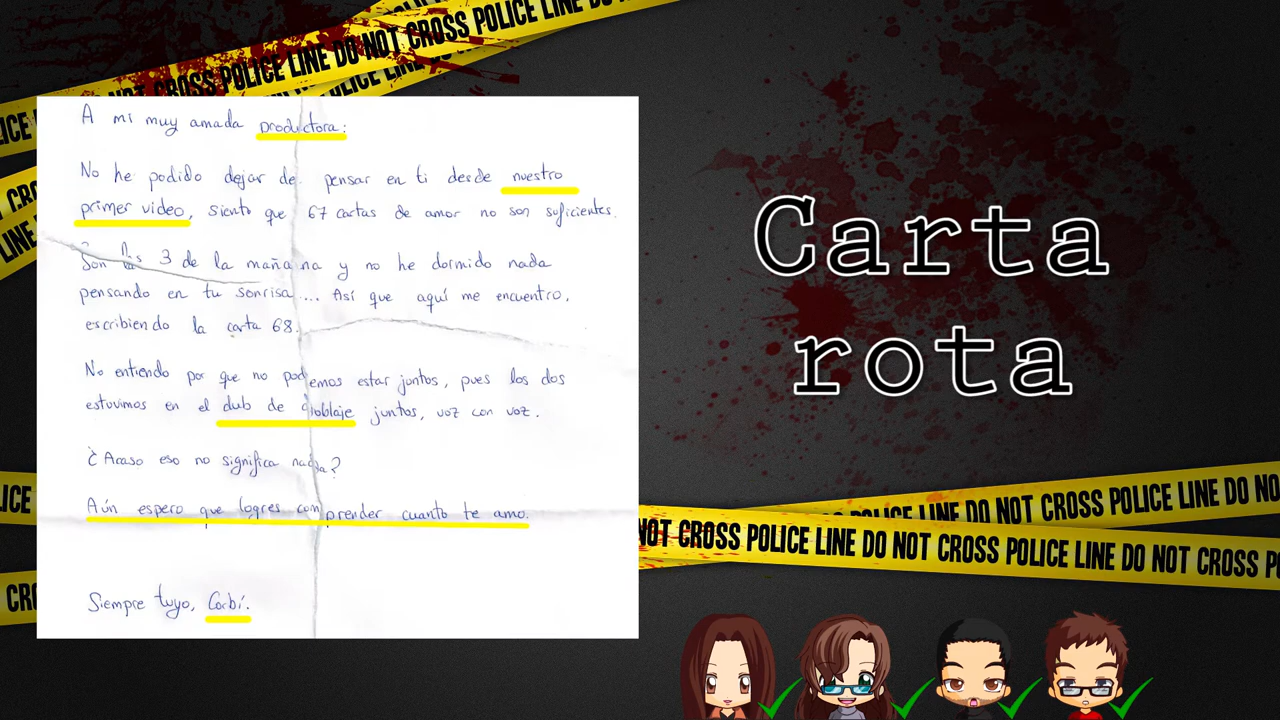 CROSS POLICE LINE DO NOT CROSS POLICE LINE DO NOT CROSS
POLICE LINE
A mi muy amada productora:
No he podido dejar de pensar en ti desde nuestro
primer video, siento que 67 cartas de amor no son suficientes.
Son las 3 de la mañana y no he dormido nada
pensando en tu sonrisa.... Así que aquí me encuentro,
escribiendo la carta 68.
No entiendo por que no podemos estar juntos, pues los dos
estuvimos en el dub de doblaje juntos, voz con voz.
¿Acaso eso no significa nada?
Aún espero que logres comprender cuanto te amo.
Siempre tuyo, Corbí.
Carta
rota
POLICE LINE DO NOT CROSS POLICE LINE DO NO
NOT CROSS POLICE LINE DO NOT CROSS POLICE LINE DO NOT CROSS P